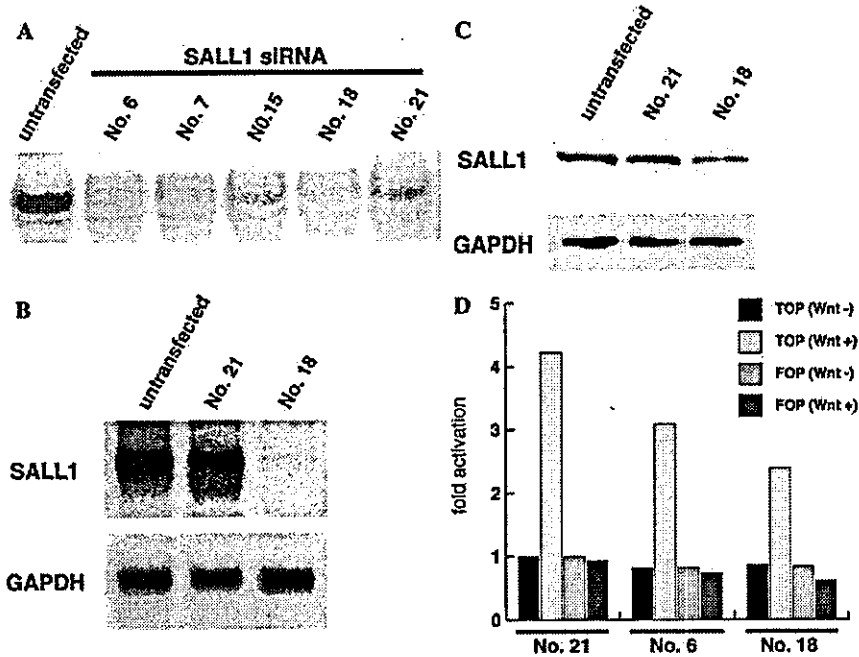 A
SALL1 siRNA
untransfected
No. 6
No. 7
N0.15
No. 18
No. 21
B
untransfected
No. 21
No. 18
SALL1
GAPDH
C
untransfected
No. 21
No. 18
SALL1
GAPDH
D
TOP (Wnt -)
TOP (Wnt +)
FOP (Wnt -)
FOP (Wnt +)
fold activation
5
4
3
2
1
0
No. 21
No. 6
No. 18